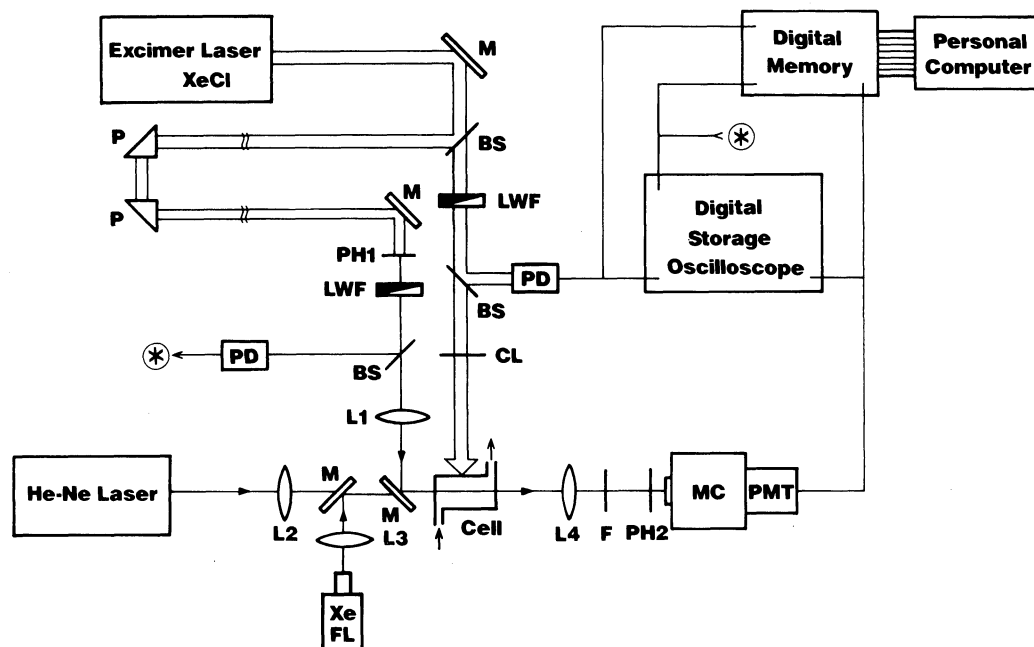 Excimer Laser
XeCl
M
Digital
Memory
Personal
Computer
P
BS
*
M
LWF
Digital
Storage
Oscilloscope
P
PH1
LWF
PD
BS
*
PD
BS
CL
L1
He-Ne Laser
M
MC
PMT
L2
M
L3
Cell
L4
F
PH2
Xe
FL